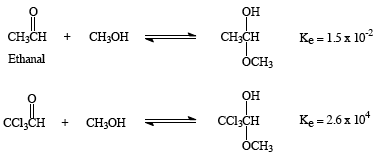 O OH
CH₃CH + CH₃OH CH₃CH Kₑ = 1.5 x 10⁻²
Ethanal OCH₃
O OH
CCl₃CH + CH₃OH CCl₃CH Kₑ = 2.6 x 10⁴
OCH₃